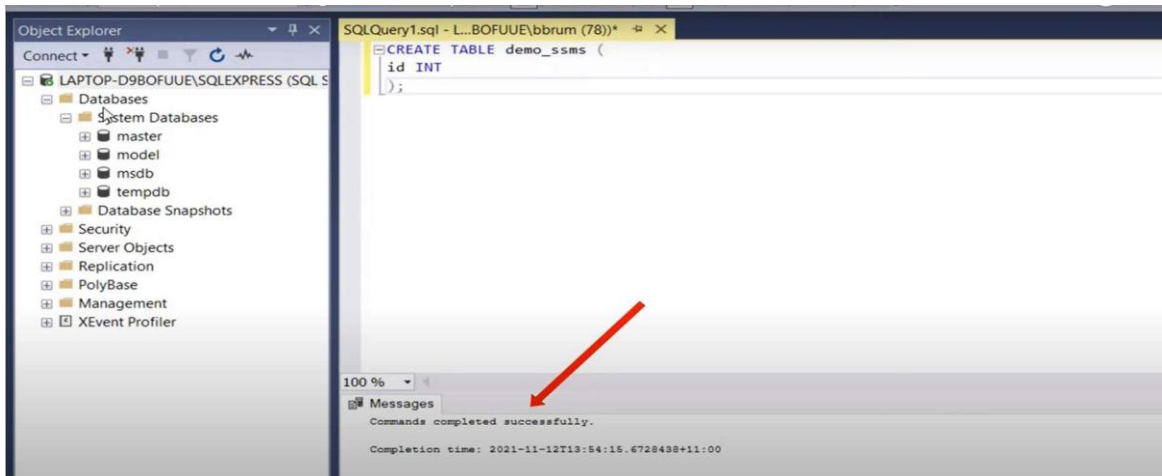 Object Explorer
Connect
LAPTOP-D9BOFUUE\SQLEXPRESS (SQL S
Databases
System Databases
master
model
msdb
tempdb
Database Snapshots
Security
Server Objects
Replication
PolyBase
Management
XEvent Profiler
SQLQuery1.sql - L...BOFUUE\bbrum (78))*
CREATE TABLE demo_ssms (
id INT
);
100 %
Messages
Commands completed successfully.
Completion time: 2021-11-12T13:54:15.6728438+11:00